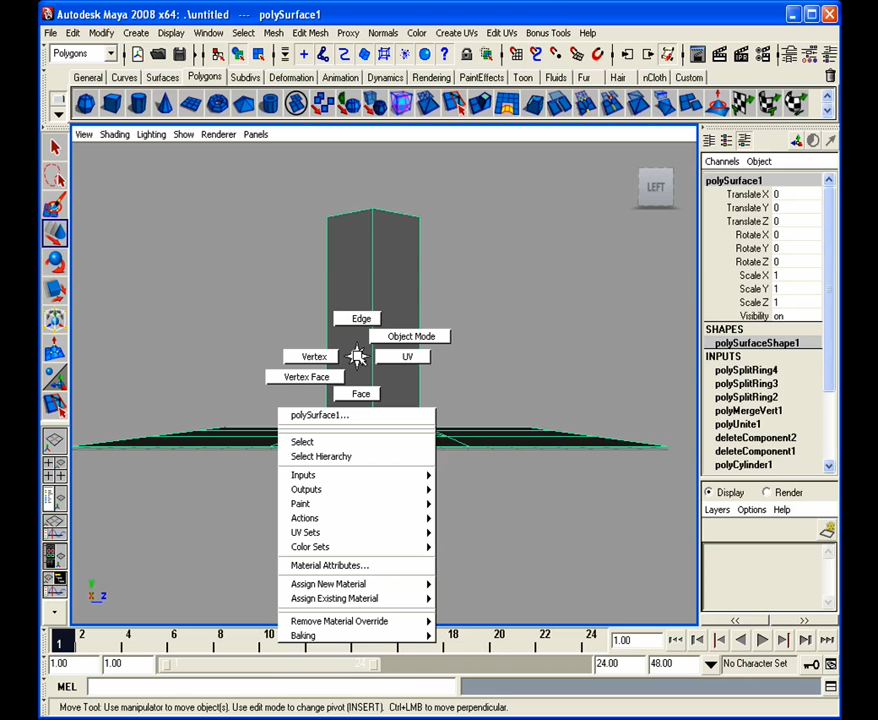 Autodesk Maya 2008 x64: .\untitled --- polySurface1
File Edit Modify Create Display Window Select Mesh Edit Mesh Proxy Normals Color Create UVs Edit UVs Bonus Tools Help
Polygons
General Curves Surfaces Polygons Subdivs Deformation Animation Dynamics Rendering PaintEffects Toon Fluids Fur Hair nCloth Custom
View Shading Lighting Show Renderer Panels
Channels Object
LEFT
polySurface1
Translate X 0
Translate Y 0
Translate Z 0
Rotate X 0
Rotate Y 0
Rotate Z 0
Scale X 1
Scale Y 1
Scale Z 1
Visibility on
SHAPES
polySurfaceShape1
INPUTS
polySplitRing4
polySplitRing3
polySplitRing2
polyMergeVert1
polyUnite1
deleteComponent2
deleteComponent1
polyCylinder1
Edge
Object Mode
Vertex
UV
Vertex Face
Face
polySurface1...
Select
Select Hierarchy
Inputs
Outputs
Paint
Actions
UV Sets
Color Sets
Material Attributes...
Assign New Material
Assign Existing Material
Remove Material Override
Baking
Display Render
Layers Options Help
y
x z
1 2 4 6 8 10 18 20 22 24 1.00
1.00 1.00 24 24.00 48.00 No Character Set
MEL
Move Tool: Use manipulator to move object(s). Use edit mode to change pivot (INSERT). Ctrl+LMB to move perpendicular.